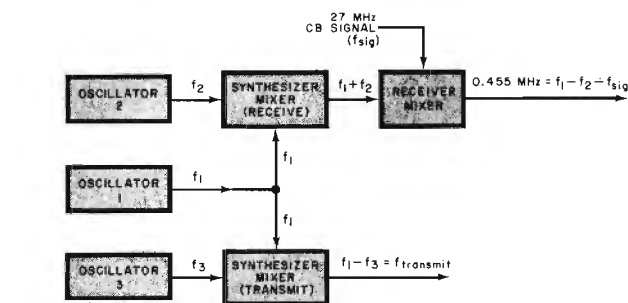 27 MHz
CB SIGNAL
(fsig)
OSCILLATOR
2
f2
SYNTHESIZER
MIXER
(RECEIVE)
f1+f2
RECEIVER
MIXER
0.455 MHz = f1–f2–fsig
f1
OSCILLATOR
1
f1
f1
OSCILLATOR
3
f3
SYNTHESIZER
MIXER
(TRANSMIT)
f1–f3 = ftransmit